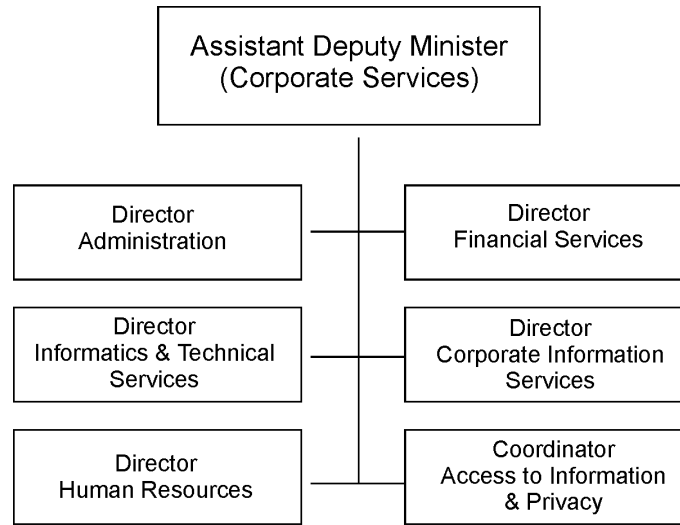 Assistant Deputy Minister
(Corporate Services)
Director
Administration
Director
Financial Services
Director
Informatics & Technical
Services
Director
Corporate Information
Services
Director
Human Resources
Coordinator
Access to Information
& Privacy